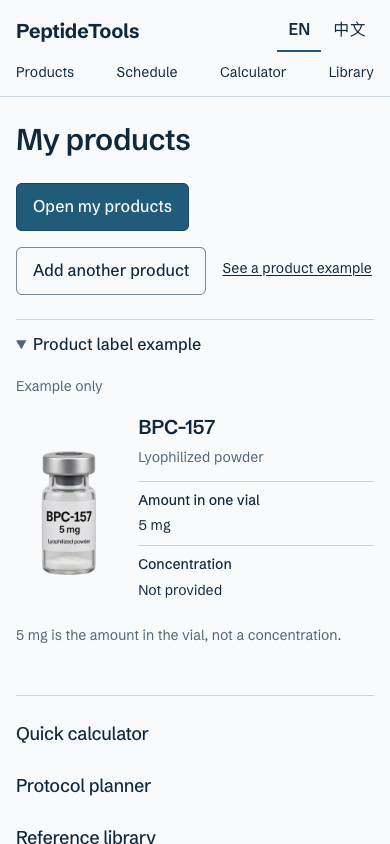 PeptideTools
EN
中文
Products
Schedule
Calculator
Library
My products
Open my products
Add another product
See a product example
▼ Product label example
Example only
BPC-157
5 mg
Lyophilized powder
BPC-157
Lyophilized powder
Amount in one vial
5 mg
Concentration
Not provided
5 mg is the amount in the vial, not a concentration.
Quick calculator
Protocol planner
Reference library